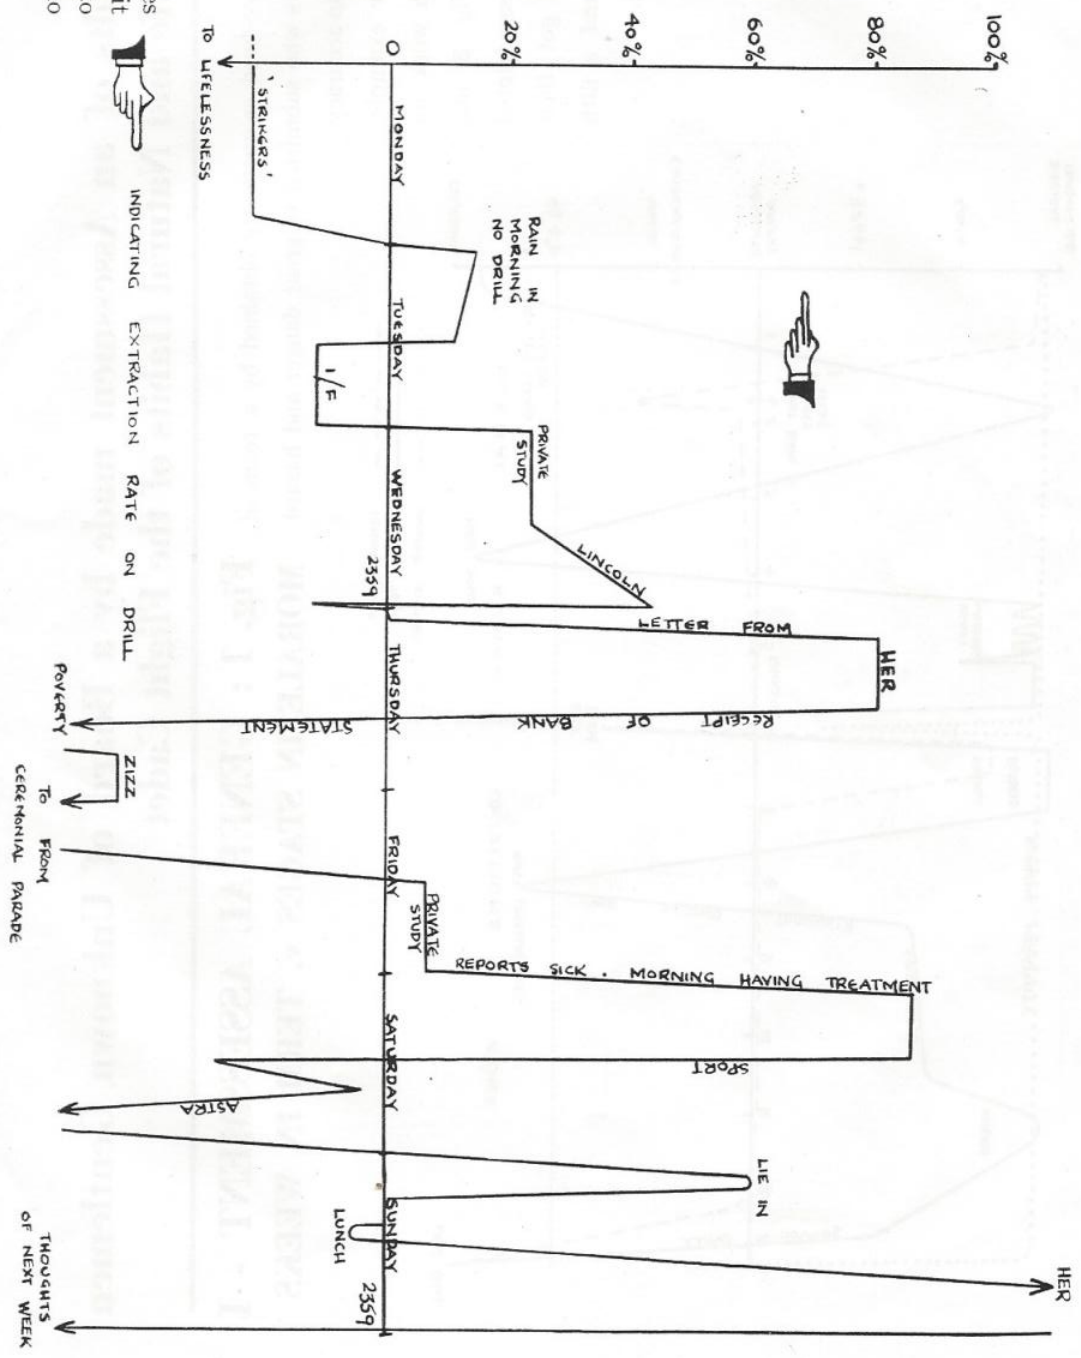 100%
80%
60%
40%
20%
0
TO LIFELESSNESS
'STRIKERS'
MONDAY
RAIN IN
MORNING
NO DRILL
TUESDAY
I/F
PRIVATE
STUDY
WEDNESDAY
LINCOLN
2359
LETTER FROM
HER
THURSDAY
RECEIPT OF BANK STATEMENT
POVERTY
ZIZZ
TO FROM
CEREMONIAL PARADE
FRIDAY
PRIVATE
STUDY
REPORTS SICK . MORNING HAVING TREATMENT
SATURDAY
SPORT
ASTRA
LIE IN
SUNDAY
LUNCH
HER
2359
THOUGHTS
OF NEXT WEEK
INDICATING EXTRACTION RATE ON DRILL
es
it